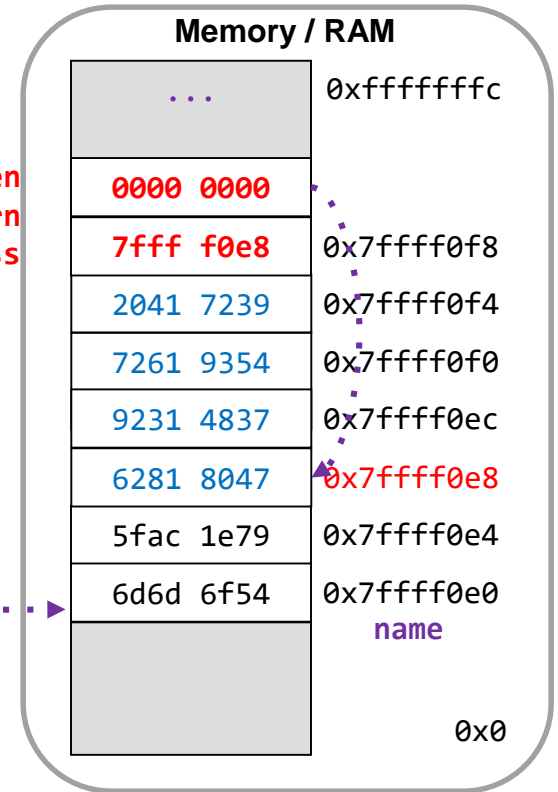 Memory / RAM
... 0xfffffffc
0000 0000
7fff f0e8 0x7ffff0f8
2041 7239 0x7ffff0f4
7261 9354 0x7ffff0f0
9231 4837 0x7ffff0ec
6281 8047 0x7ffff0e8
5fac 1e79 0x7ffff0e4
6d6d 6f54 0x7ffff0e0
name
0x0